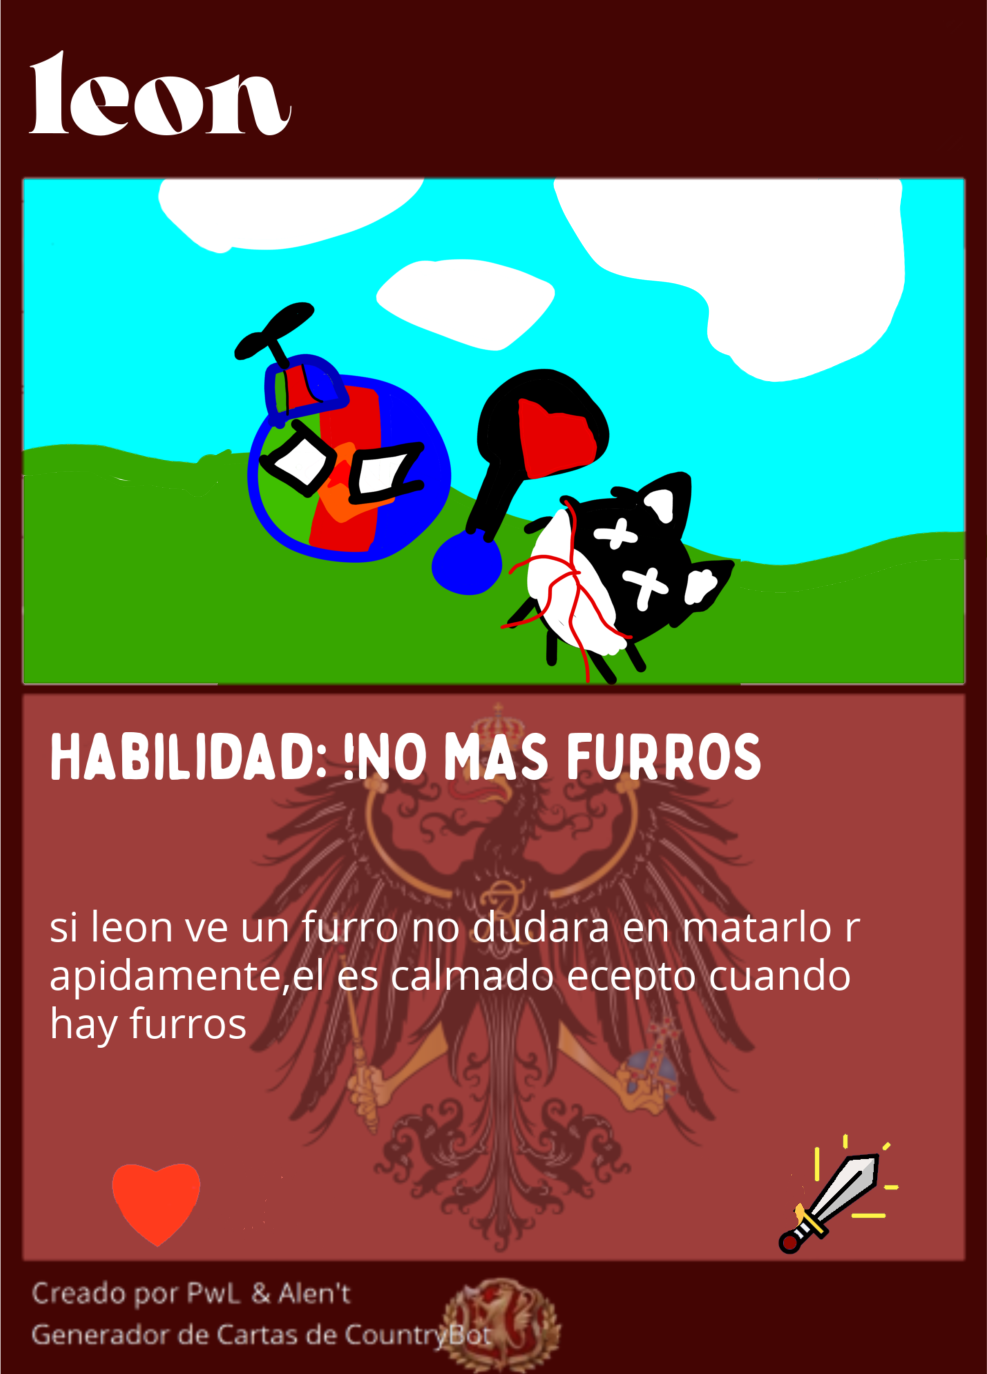 leon
HABILIDAD: !NO MAS FURROS
si leon ve un furro no dudara en matarlo r
apidamente,el es calmado ecepto cuando
hay furros
Creado por PwL & Alen't
Generador de Cartas de CountryBot